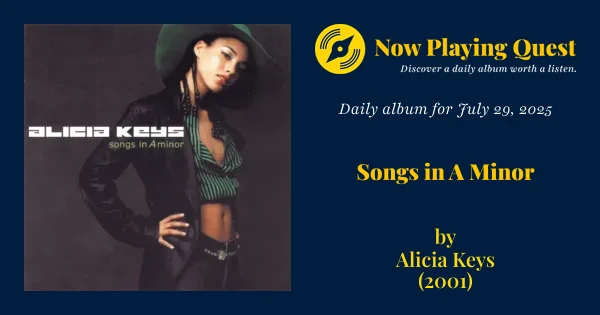 ALICIA KEYS
songs in A minor
Now Playing Quest
Discover a daily album worth a listen.
Daily album for July 29, 2025
Songs in A Minor
by
Alicia Keys
(2001)